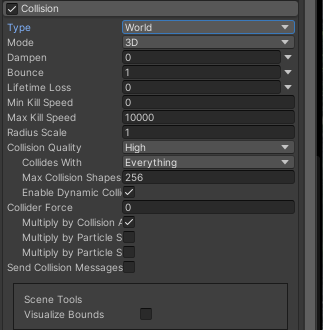 Collision
Type World
Mode 3D
Dampen 0
Bounce 1
Lifetime Loss 0
Min Kill Speed 0
Max Kill Speed 10000
Radius Scale 1
Collision Quality High
Collides With Everything
Max Collision Shapes 256
Enable Dynamic Colli
Collider Force 0
Multiply by Collision A
Multiply by Particle S
Multiply by Particle S
Send Collision Messages
Scene Tools
Visualize Bounds